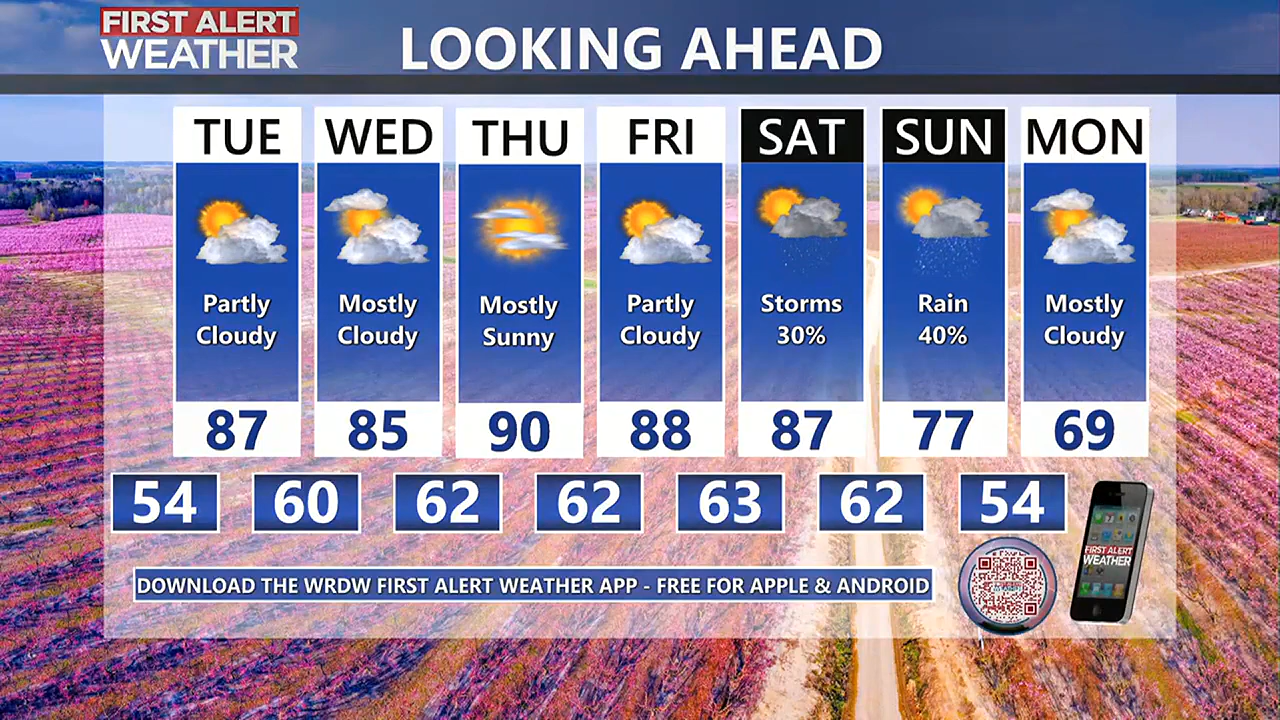 FIRST ALERT
WEATHER
LOOKING AHEAD
TUE WED THU FRI SAT SUN MON
Partly Cloudy
Mostly Cloudy
Mostly Sunny
Partly Cloudy
Storms 30%
Rain 40%
Mostly Cloudy
87 85 90 88 87 77 69
54 60 62 62 63 62 54
DOWNLOAD THE WRDW FIRST ALERT WEATHER APP - FREE FOR APPLE & ANDROID
FIRST ALERT
WEATHER